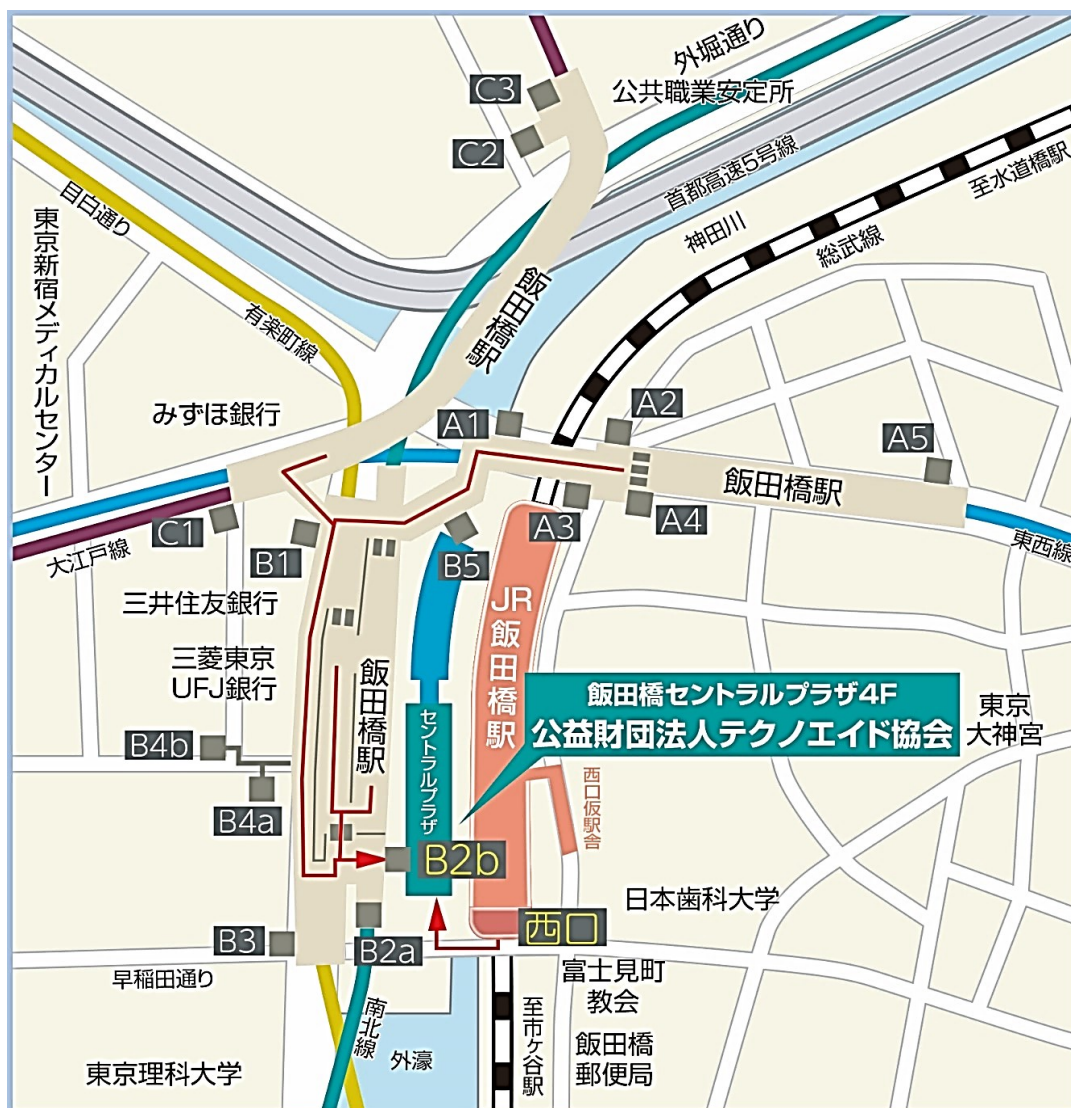 外堀通り
C3
公共職業安定所
C2
首都高速5号線
至水道橋駅
目白通り
神田川
総武線
東京新宿メディカルセンター
飯田橋駅
有楽町線
みずほ銀行
A1
A2
A5
飯田橋駅
C1
A3
A4
大江戸線
B1
B5
東西線
三井住友銀行
JR飯田橋駅
三菱東京
UFJ銀行
飯田橋駅
飯田橋セントラルプラザ4F
公益財団法人テクノエイド協会
東京
大神宮
B4b
セントラルプラザ
西口仮駅舎
B4a
B2b
日本歯科大学
西口
B3
B2a
早稲田通り
富士見町
教会
南北線
至市ヶ谷駅
東京理科大学
外濠
飯田橋
郵便局